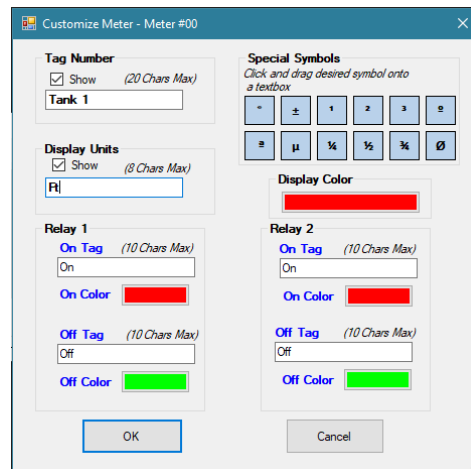 Customize Meter - Meter #00
Tag Number
Show (20 Chars Max)
Tank 1
Special Symbols
Click and drag desired symbol onto
a textbox
° ± ¹ ² ³ º
ª µ ¼ ½ ¾ Ø
Display Units
Show (8 Chars Max)
Ft
Display Color
Relay 1
On Tag (10 Chars Max)
On
On Color
Off Tag (10 Chars Max)
Off
Off Color
Relay 2
On Tag (10 Chars Max)
On
On Color
Off Tag (10 Chars Max)
Off
Off Color
OK
Cancel